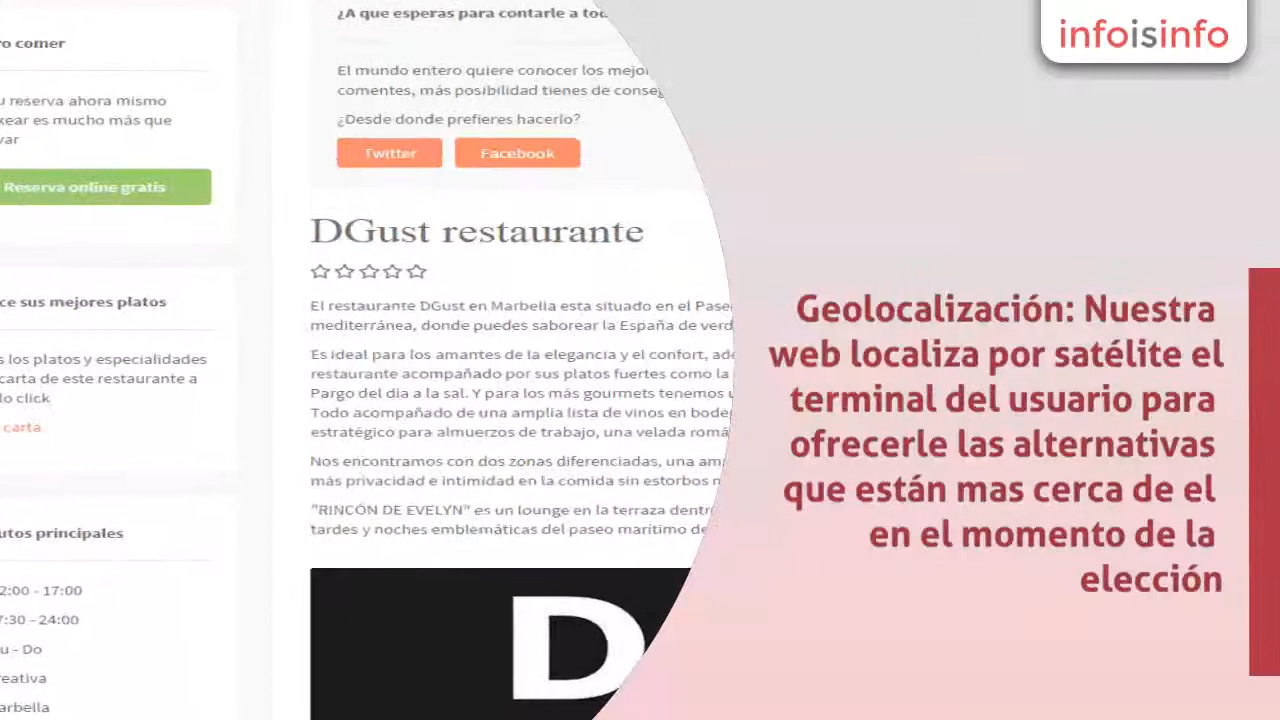 infoisinfo
ro comer
u reserva ahora mismo
xear es mucho más que
var
Reserva online gratis
ce sus mejores platos
s los platos y especialidades
carta de este restaurante a
lo click
carta
utos principales
2:00 - 17:00
7:30 - 24:00
u - Do
reativa
arbella
¿A que esperas para contarle a to
El mundo entero quiere conocer los mejo
comentes, más posibilidad tienes de conseg
¿Desde donde prefieres hacerlo?
Twitter Facebook
DGust restaurante
El restaurante DGust en Marbella esta situado en el Pase
mediterránea, donde puedes saborear la España de verd
Es ideal para los amantes de la elegancia y el confort, ade
restaurante acompañado por sus platos fuertes como la
Pargo del dia a la sal. Y para los más gourmets tenemos u
Todo acompañado de una amplia lista de vinos en bode
estratégico para almuerzos de trabajo, una velada romá
Nos encontramos con dos zonas diferenciadas, una am
más privacidad e intimidad en la comida sin estorbos n
"RINCÓN DE EVELYN" es un lounge en la terraza dentr
tardes y noches emblemáticas del paseo marítimo de
D
Geolocalización: Nuestra
web localiza por satélite el
terminal del usuario para
ofrecerle las alternativas
que están mas cerca de el
en el momento de la
elección